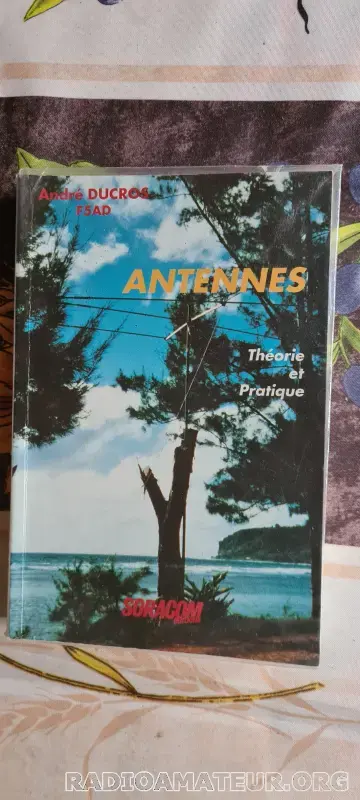 André DUCROS
F5AD
ANTENNES
Théorie
et
Pratique
SORACOM
RADIOAMATEUR.ORG